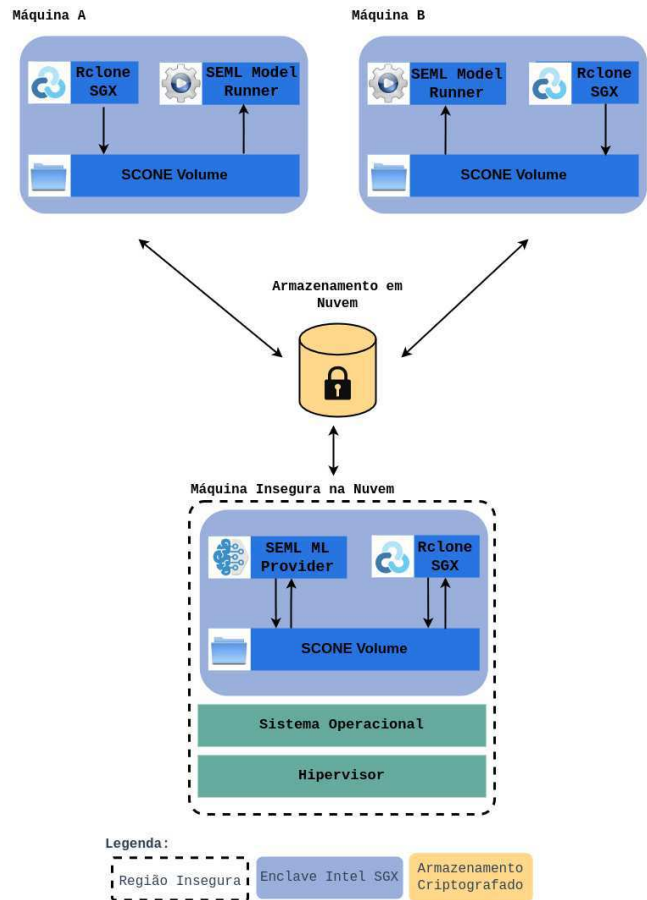 Máquina A
Máquina B
Rclone
SGX
SEML Model
Runner
SCONE Volume
SEML Model
Runner
Rclone
SGX
SCONE Volume
Armazenamento em
Nuvem
Máquina Insegura na Nuvem
SEML ML
Provider
Rclone
SGX
SCONE Volume
Sistema Operacional
Hipervisor
Legenda:
Região Insegura
Enclave Intel SGX
Armazenamento
Criptografado